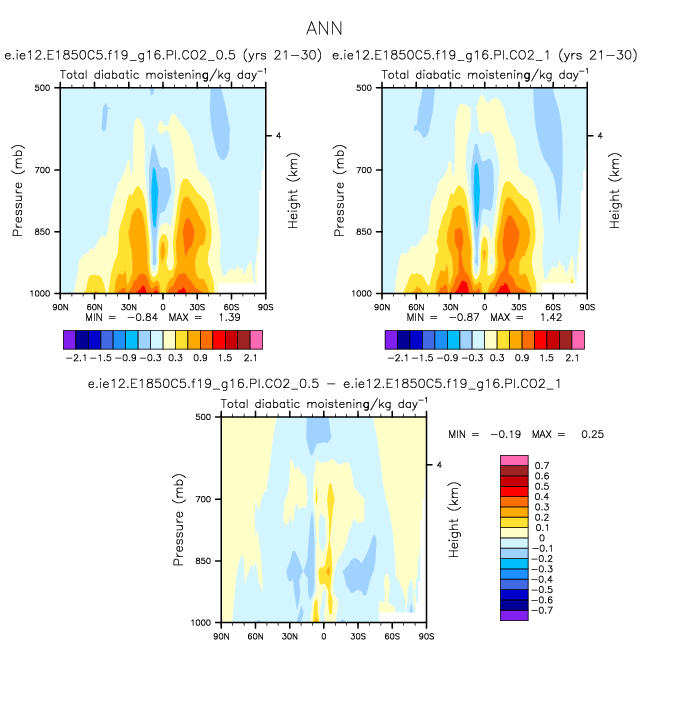 ANN
e.ie12.E1850C5.f19_g16.PI.CO2_0.5 (yrs 21−30) e.ie12.E1850C5.f19_g16.PI.CO2_1 (yrs 21−30)
Total diabatic moistening/kg day−1 Total diabatic moistening/kg day−1
500 500
4 4
700 700
Pressure (mb) Height (km) Pressure (mb) Height (km)
850 850
1000 1000
90N 60N 30N 0 30S 60S 90S 90N 60N 30N 0 30S 60S 90S
MIN = −0.84 MAX = 1.39 MIN = −0.87 MAX = 1.42
−2.1 −1.5 −0.9 −0.3 0.3 0.9 1.5 2.1 −2.1 −1.5 −0.9 −0.3 0.3 0.9 1.5 2.1
e.ie12.E1850C5.f19_g16.PI.CO2_0.5 − e.ie12.E1850C5.f19_g16.PI.CO2_1
Total diabatic moistening/kg day−1
500
MIN = −0.19 MAX = 0.25
4
700
Pressure (mb) Height (km)
850
1000
90N 60N 30N 0 30S 60S 90S
0.7
0.6
0.5
0.4
0.3
0.2
0.1
0
−0.1
−0.2
−0.3
−0.4
−0.5
−0.6
−0.7